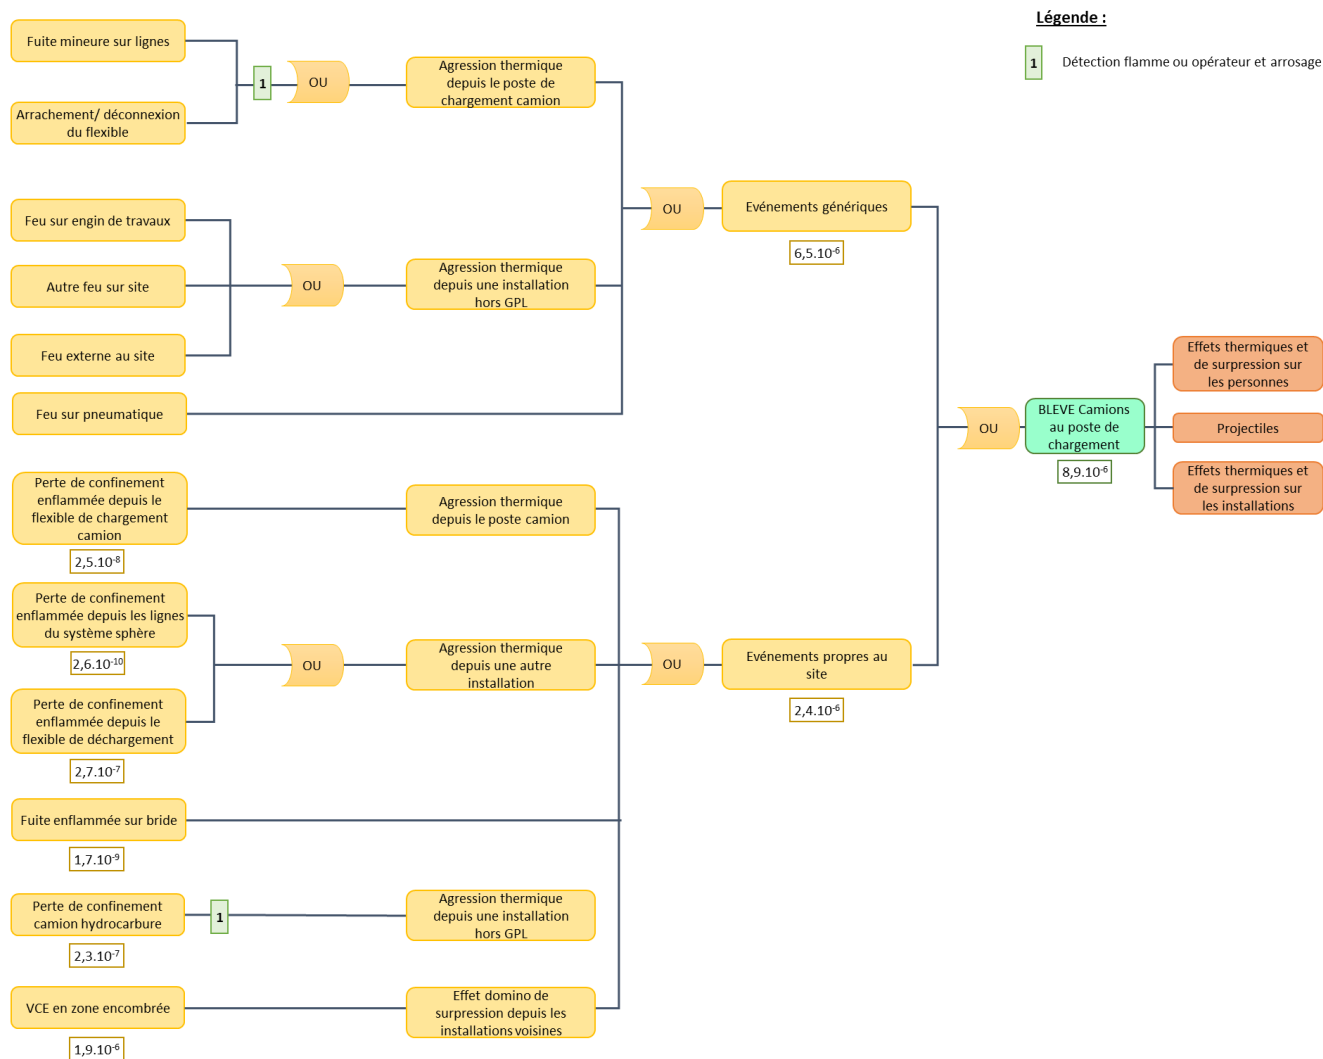 Légende :
1
Détection flamme ou opérateur et arrosage
Fuite mineure sur lignes
1
OU
Agression thermique
depuis le poste de
chargement camion
Arrachement/ déconnexion
du flexible
Feu sur engin de travaux
OU
Evénements génériques
6,5.10⁻⁶
Autre feu sur site
OU
Agression thermique
depuis une installation
hors GPL
Feu externe au site
Feu sur pneumatique
OU
BLEVE Camions
au poste de
chargement
8,9.10⁻⁶
Effets thermiques et
de surpression sur
les personnes
Projectiles
Effets thermiques et
de surpression sur
les installations
Perte de confinement
enflammée depuis le
flexible de chargement
camion
2,5.10⁻⁸
Agression thermique
depuis le poste camion
Perte de confinement
enflammée depuis les lignes
du système sphère
2,6.10⁻¹⁰
OU
Agression thermique
depuis une autre
installation
OU
Evénements propres au
site
2,4.10⁻⁶
Perte de confinement
enflammée depuis le
flexible de déchargement
2,7.10⁻⁷
Fuite enflammée sur bride
1,7.10⁻⁹
Perte de confinement
camion hydrocarbure
2,3.10⁻⁷
1
Agression thermique
depuis une installation
hors GPL
VCE en zone encombrée
1,9.10⁻⁶
Effet domino de
surpression depuis les
installations voisines